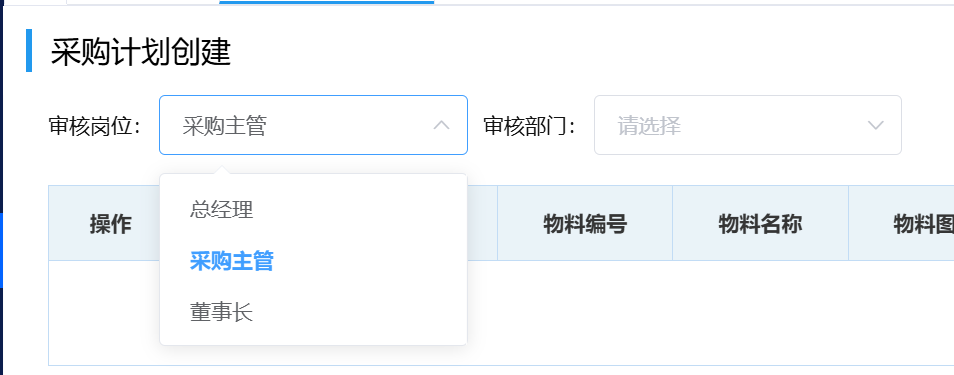 采购计划创建
审核岗位： 采购主管 审核部门： 请选择
操作 物料编号 物料名称 物料图
总经理
采购主管
董事长